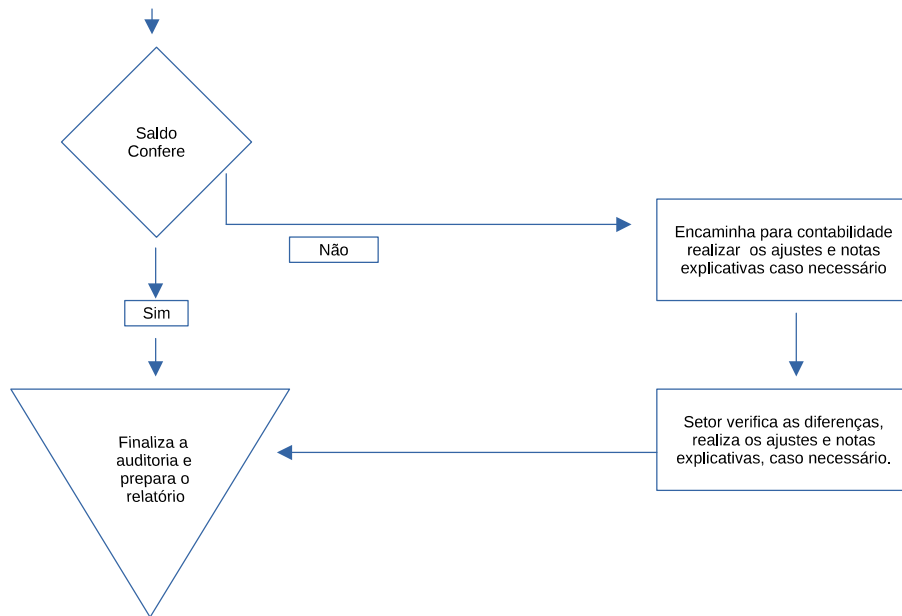 Saldo
Confere
Não
Encaminha para contabilidade
realizar  os ajustes e notas
explicativas caso necessário
Sim
Finaliza a
auditoria e
prepara o
relatório
Setor verifica as diferenças,
realiza os ajustes e notas
explicativas, caso necessário.